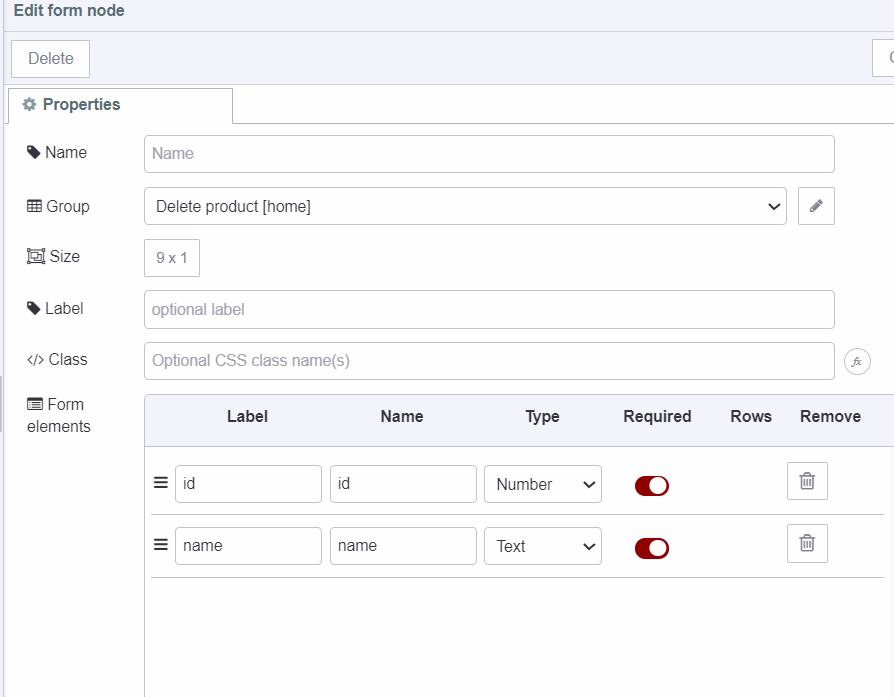 Edit form node
Delete
Properties
Name
Name
Group
Delete product [home]
Size
9 x 1
Label
optional label
Class
Optional CSS class name(s)
fx
Form
elements
Label Name Type Required Rows Remove
id id Number
name name Text